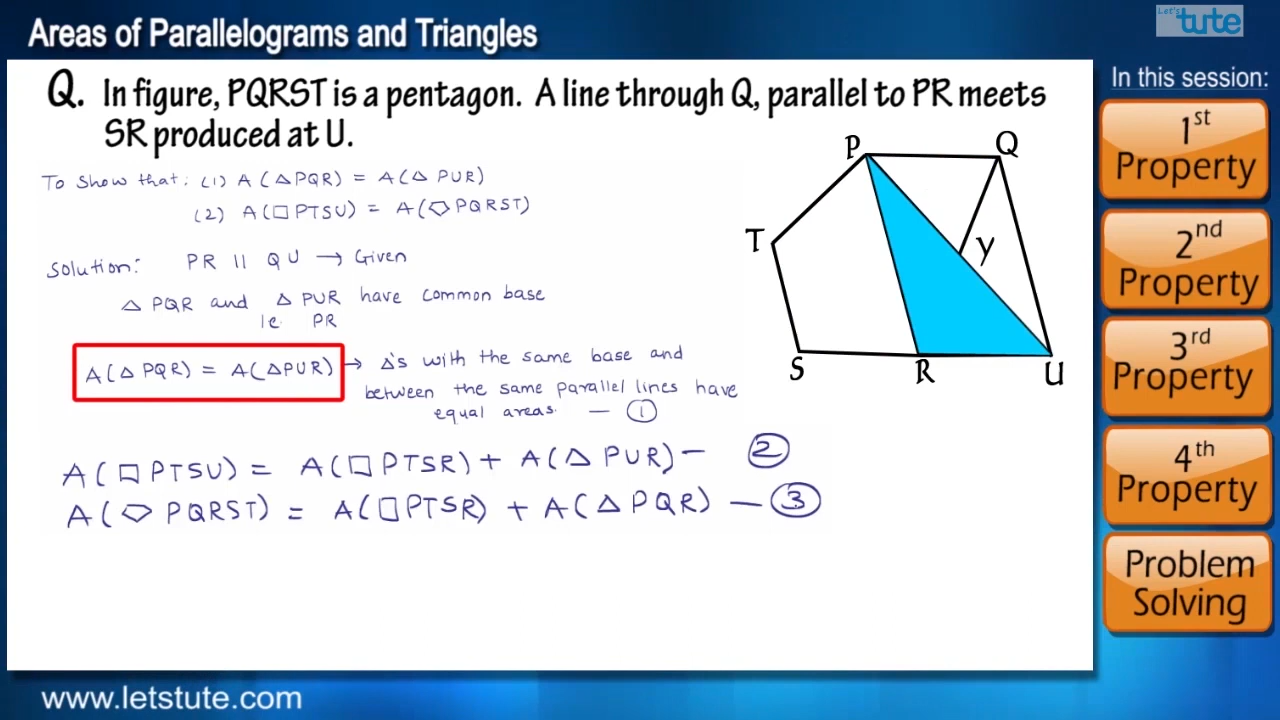 Areas of Parallelograms and Triangles
Let's
tute
Q. In figure, PQRST is a pentagon. A line through Q, parallel to PR meets
SR produced at U.
To show that: (1) A(△PQR) = A(△ PUR)
(2) A(□PTSU) = A(⬠PQRST)
Solution: PR || QU → Given
△ PQR and △ PUR have common base
ie. PR
A(△ PQR) = A(△PUR) → △'s with the same base and
between the same parallel lines have
equal areas. — ①
A(□PTSU) = A(□PTSR) + A(△ PUR) — ②
A(⬠ PQRST) = A(□PTSR) + A(△ PQR) — ③
P
Q
T
y
S
R
U
In this session:
1st
Property
2nd
Property
3rd
Property
4th
Property
Problem
Solving
www.letstute.com